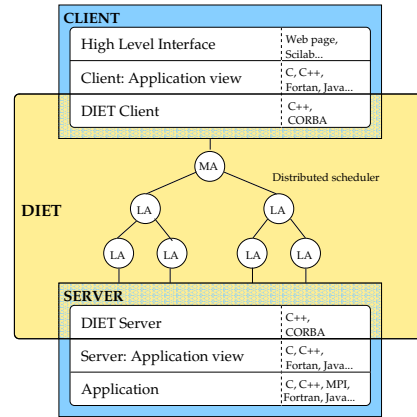 CLIENT
High Level Interface
Web page,
Scilab...
Client: Application view
C, C++,
Fortan, Java...
DIET Client
C++,
CORBA
MA
Distributed scheduler
DIET
LA
LA
LA
LA
LA
LA
SERVER
DIET Server
C++,
CORBA
Server: Application view
C, C++,
Fortan, Java...
Application
C, C++, MPI,
Fortran, Java...